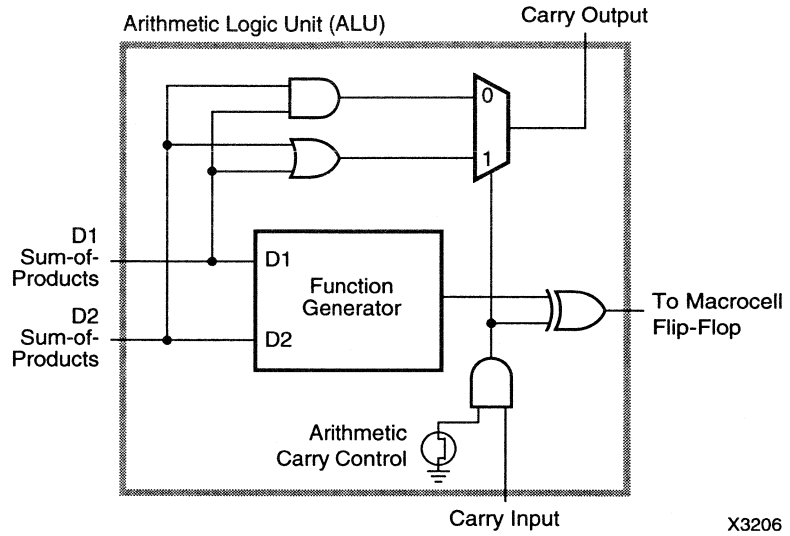 Carry Output
Arithmetic Logic Unit (ALU)
0
1
D1
Sum-of-
Products
D1
Function
Generator
D2
Sum-of-
Products
D2
To Macrocell
Flip-Flop
Arithmetic
Carry Control
Carry Input
X3206